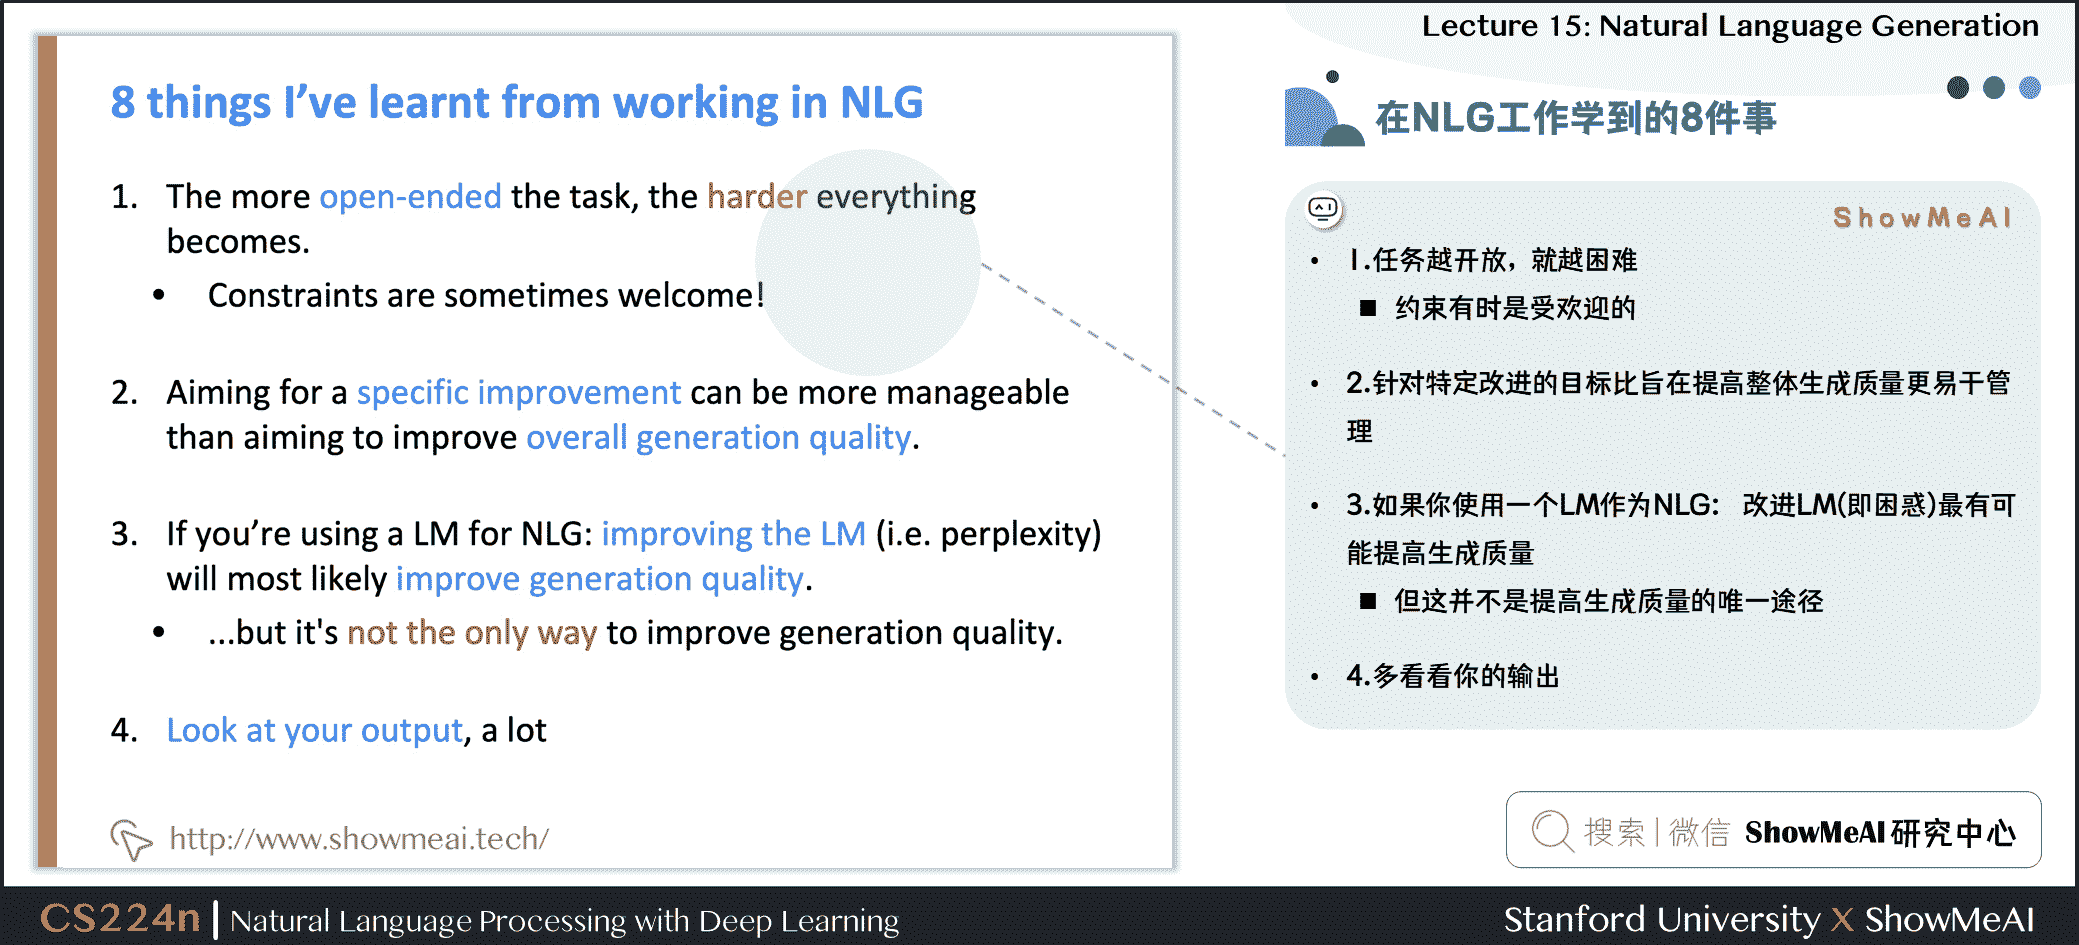 Lecture 15: Natural Language Generation
8 things I've learnt from working in NLG
1. The more open-ended the task, the harder everything
becomes.
• Constraints are sometimes welcome!
2. Aiming for a specific improvement can be more manageable
than aiming to improve overall generation quality.
3. If you're using a LM for NLG: improving the LM (i.e. perplexity)
will most likely improve generation quality.
• ...but it's not the only way to improve generation quality.
4. Look at your output, a lot
http://www.showmeai.tech/
在NLG工作学到的8件事
ShowMeAI
• 1.任务越开放，就越困难
■ 约束有时是受欢迎的
• 2.针对特定改进的目标比旨在提高整体生成质量更易于管
理
• 3.如果你使用一个LM作为NLG： 改进LM(即困惑)最有可
能提高生成质量
■ 但这并不是提高生成质量的唯一途径
• 4.多看看你的输出
搜索|微信 ShowMeAI 研究中心
CS224n | Natural Language Processing with Deep Learning
Stanford University X ShowMeAI